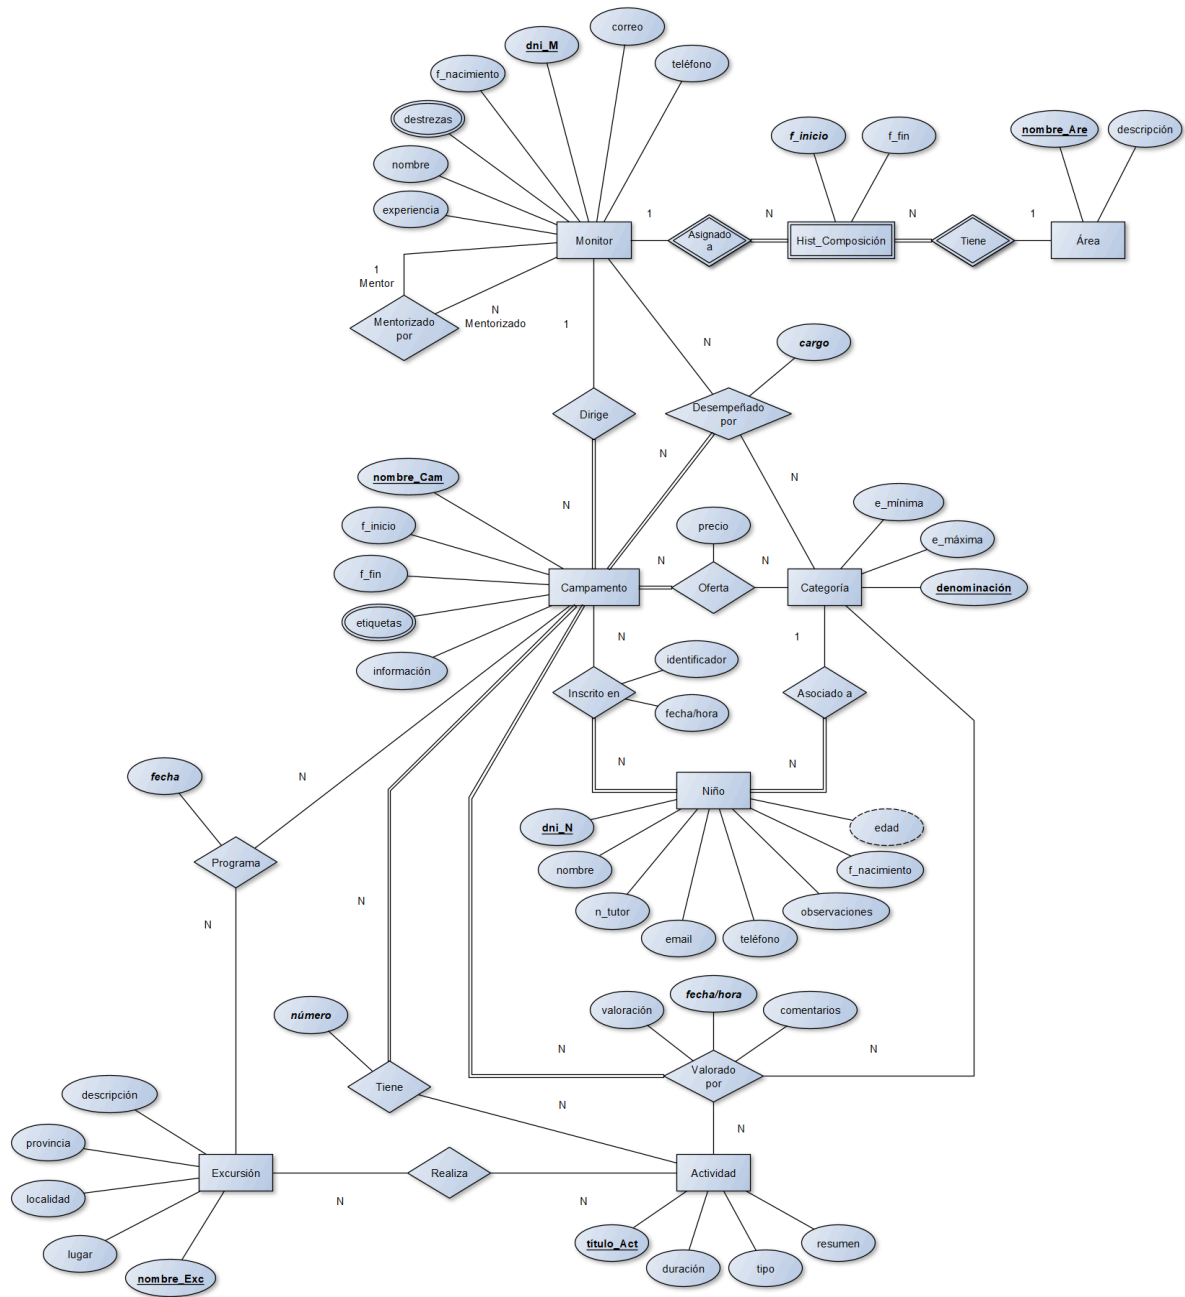 correo
dni_M
teléfono
f_nacimiento
destrezas
nombre
experiencia
f_inicio
f_fin
nombre_Are
descripción
1
N
N
1
Monitor
Asignado
a
Hist_Composición
Tiene
Área
1
Mentor
N
Mentorizado
Mentorizado
por
1
N
cargo
Dirige
Desempeñado
por
N
N
nombre_Cam
N
e_mínima
f_inicio
precio
e_máxima
f_fin
N
N
Campamento
Oferta
Categoría
denominación
etiquetas
información
N
1
identificador
Inscrito en
fecha/hora
Asociado a
N
N
N
fecha
Niño
dni_N
edad
nombre
f_nacimiento
n_tutor
observaciones
email
teléfono
Programa
N
N
fecha/hora
valoración
comentarios
número
N
N
Valorado
por
Tiene
descripción
N
N
provincia
Excursión
Realiza
Actividad
localidad
N
N
lugar
nombre_Exc
título_Act
resumen
duración
tipo